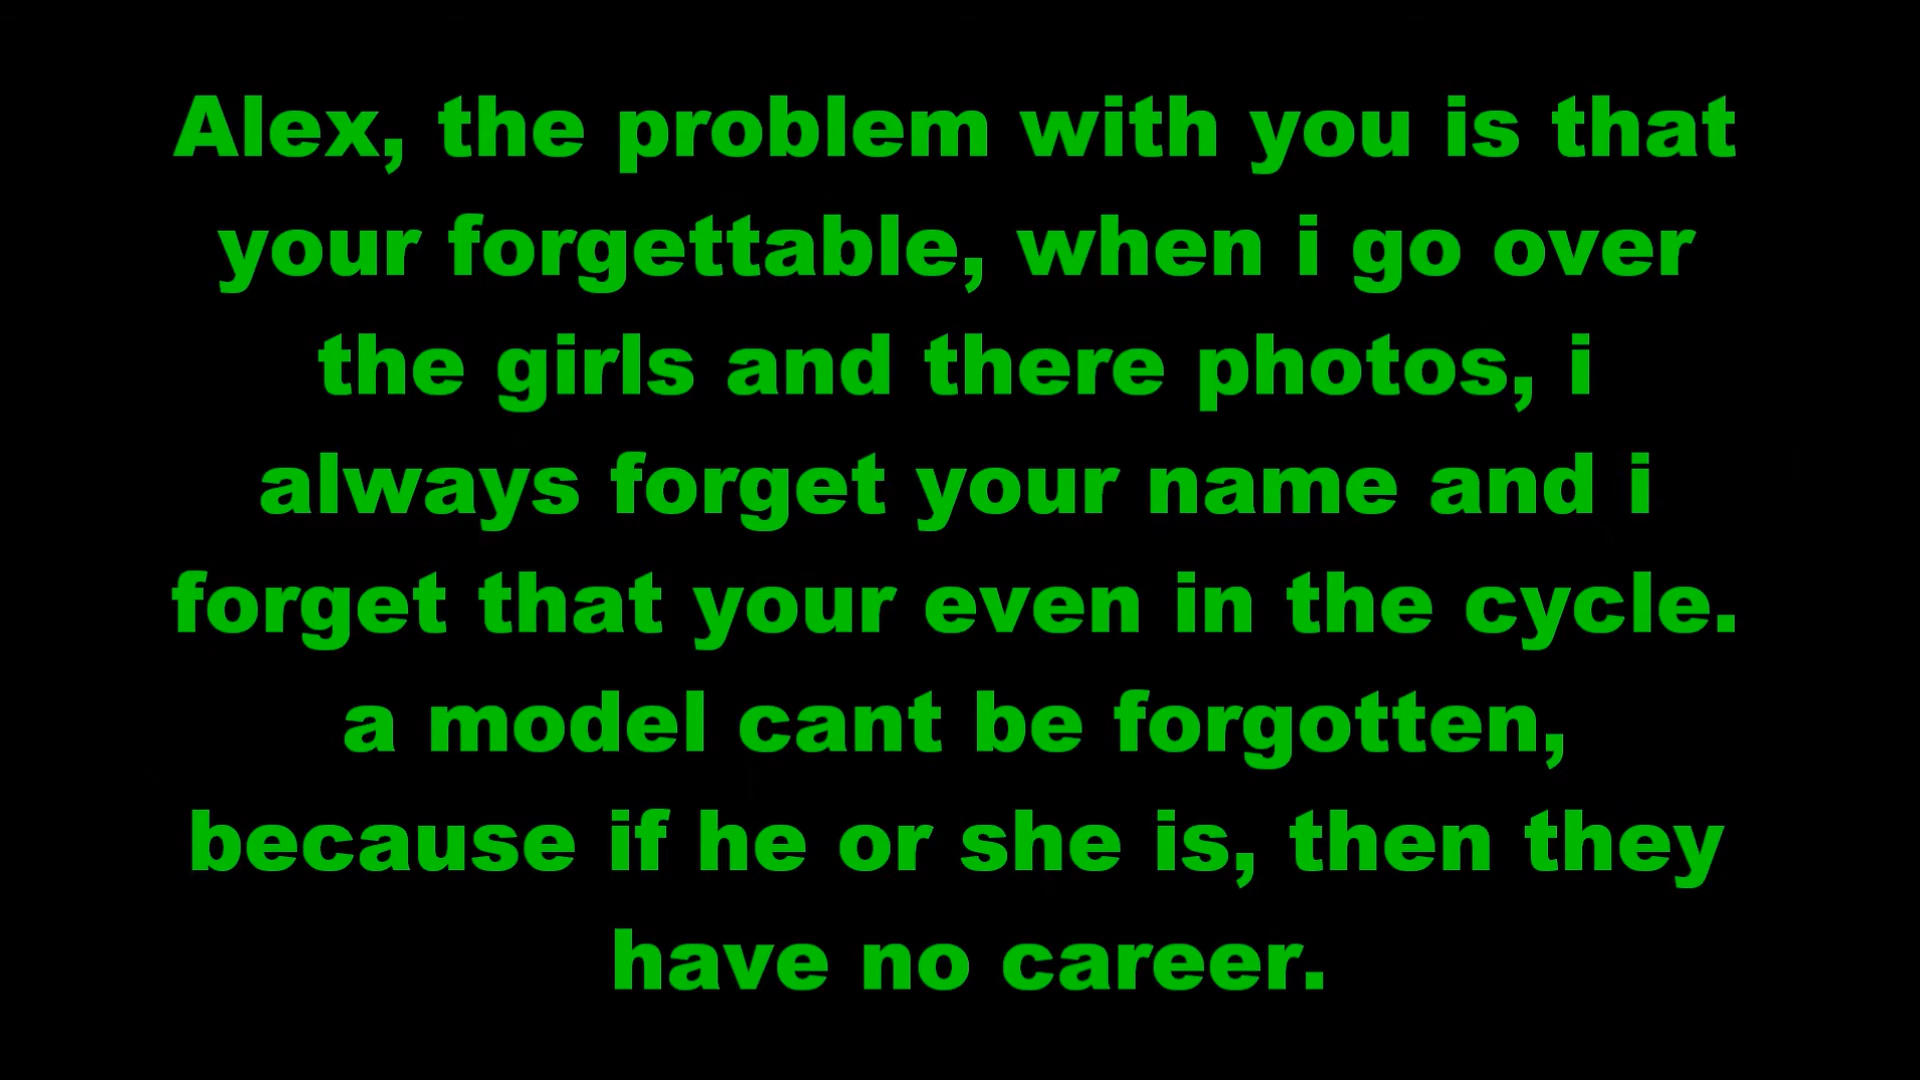 Alex, the problem with you is that
your forgettable, when i go over
the girls and there photos, i
always forget your name and i
forget that your even in the cycle.
a model cant be forgotten,
because if he or she is, then they
have no career.